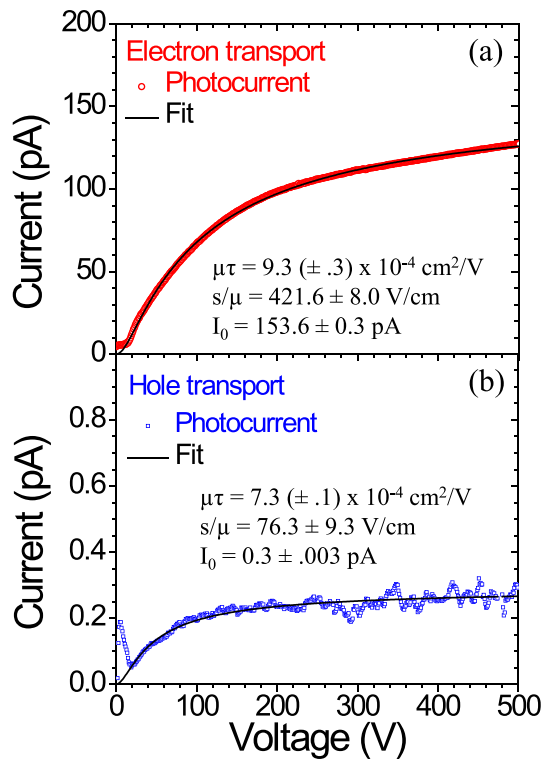 200
Electron transport
(a)
Photocurrent
150
Fit
100
Current (pA)
50
μτ = 9.3 (± .3) x 10⁻⁴ cm²/V
s/μ = 421.6 ± 8.0 V/cm
I₀ = 153.6 ± 0.3 pA
0
Hole transport
(b)
0.8
Photocurrent
Fit
0.6
Current (pA)
μτ = 7.3 (± .1) x 10⁻⁴ cm²/V
s/μ = 76.3 ± 9.3 V/cm
0.4
I₀ = 0.3 ± .003 pA
0.2
0.0
0 100 200 300 400 500
Voltage (V)